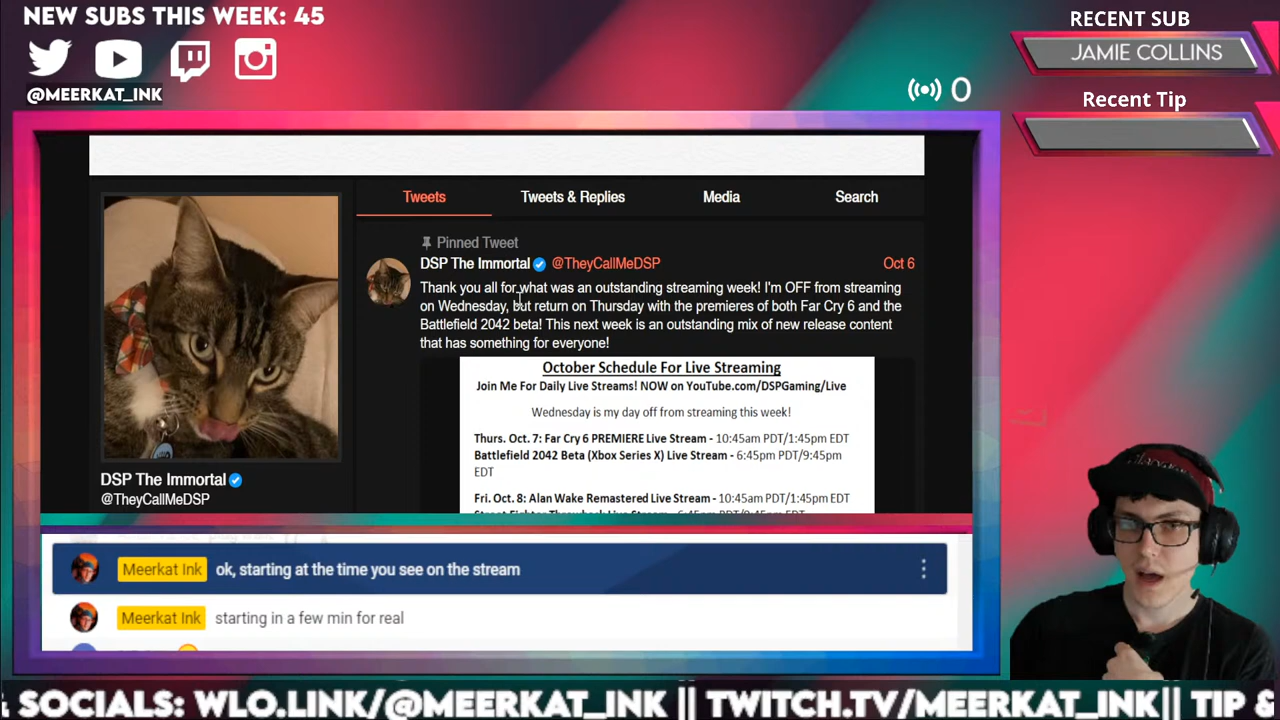 NEW SUBS THIS WEEK: 45
@MEERKAT_INK
0
RECENT SUB
JAMIE COLLINS
Recent Tip
Tweets
Tweets & Replies
Media
Search
Pinned Tweet
DSP The Immortal @TheyCallMeDSP Oct 6
Thank you all for what was an outstanding streaming week! I'm OFF from streaming
on Wednesday, but return on Thursday with the premieres of both Far Cry 6 and the
Battlefield 2042 beta! This next week is an outstanding mix of new release content
that has something for everyone!
October Schedule For Live Streaming
Join Me For Daily Live Streams! NOW on YouTube.com/DSPGaming/Live
Wednesday is my day off from streaming this week!
Thurs. Oct. 7: Far Cry 6 PREMIERE Live Stream - 10:45am PDT/1:45pm EDT
Battlefield 2042 Beta (Xbox Series X) Live Stream - 6:45pm PDT/9:45pm
EDT
Fri. Oct. 8: Alan Wake Remastered Live Stream - 10:45am PDT/1:45pm EDT
DSP The Immortal
@TheyCallMeDSP
Meerkat Ink ok, starting at the time you see on the stream
Meerkat Ink starting in a few min for real
& SOCIALS: WLO.LINK/@MEERKAT_INK || TWITCH.TV/MEERKAT_INK|| TIP &